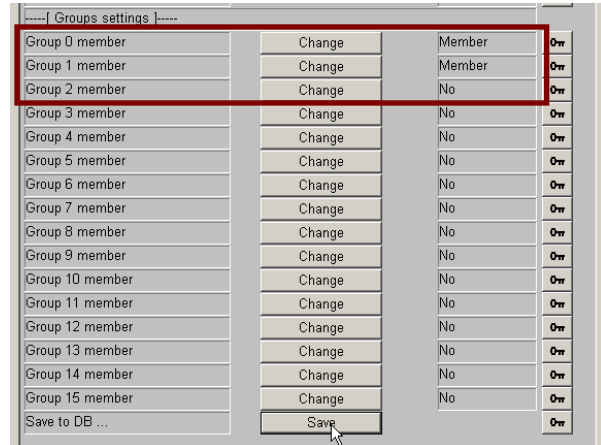 -----[ Groups settings ]-----
Group 0 member Change Member
Group 1 member Change Member
Group 2 member Change No
Group 3 member Change No
Group 4 member Change No
Group 5 member Change No
Group 6 member Change No
Group 7 member Change No
Group 8 member Change No
Group 9 member Change No
Group 10 member Change No
Group 11 member Change No
Group 12 member Change No
Group 13 member Change No
Group 14 member Change No
Group 15 member Change No
Save to DB ... Save